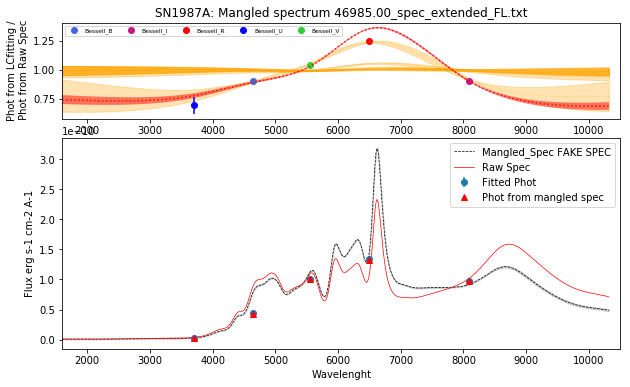 SN1987A: Mangled spectrum 46985.00_spec_extended_FL.txt
Phot from LCfitting /
Phot from Raw Spec
Bessell_B Bessell_I Bessell_R Bessell_U Bessell_V
1.25
1.00
0.75
2000 3000 4000 5000 6000 7000 8000 9000 10000
Flux erg s-1 cm-2 A-1
Mangled_Spec FAKE SPEC
Raw Spec
Fitted Phot
Phot from mangled spec
3.0
2.5
2.0
1.5
1.0
0.5
0.0
2000 3000 4000 5000 6000 7000 8000 9000 10000
Wavelenght